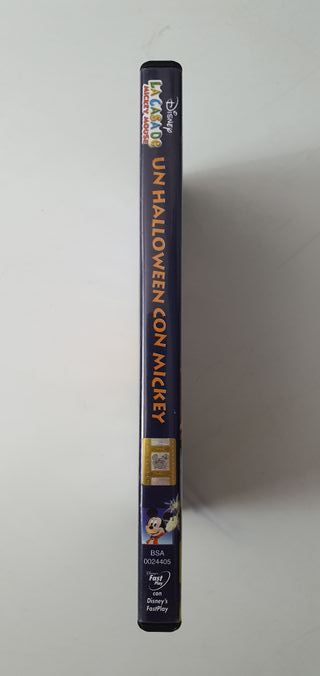 Disney
LA CASA DE
MICKEY MOUSE
UN HALLOWEEN CON MICKEY
BSA
0024405
Disney's
Fast
Play
con
Disney's
FastPlay